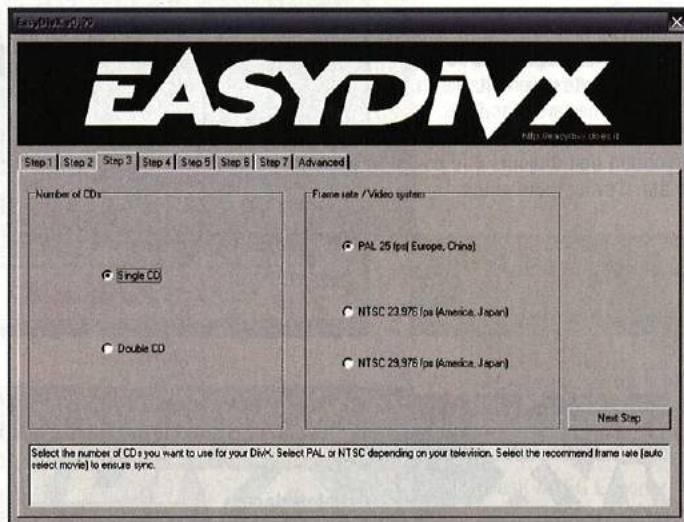 EasyDivX
EASYDiVX
Step 1 Step 2 Step 3 Step 4 Step 5 Step 6 Step 7 Advanced
Number of CDs
Single CD
Double CD
Frame rate / Video system
PAL 25 fps( Europe, China)
NTSC 23,976 fps (America, Japan)
NTSC 29,976 fps (America, Japan)
Next Step
Select the number of CDs you want to use for your DivX. Select PAL or NTSC depending on your television. Select the recommend frame rate (auto
select movie) to ensure sync.